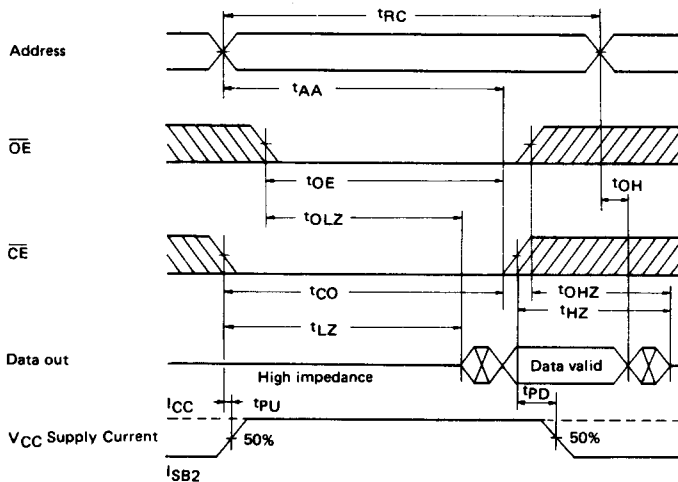 tRC
Address
tAA
OE
tOE
tOH
tOLZ
CE
tCO
tOHZ
tLZ
tHZ
Data out
Data valid
High impedance
ICC
tPU
tPD
VCC Supply Current
50%
50%
ISB2